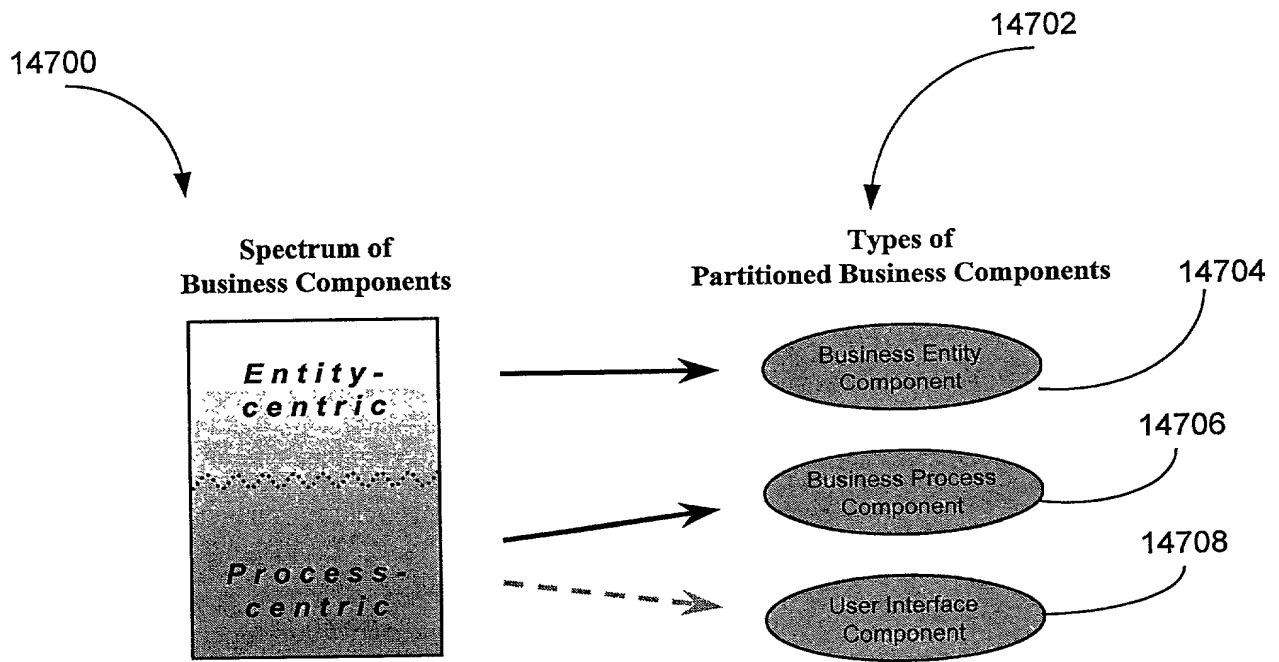 14700
14702
Spectrum of
Business Components
Types of
Partitioned Business Components
14704
Entity-
centric
Business Entity
Component
14706
Business Process
Component
14708
Process-
centric
User Interface
Component